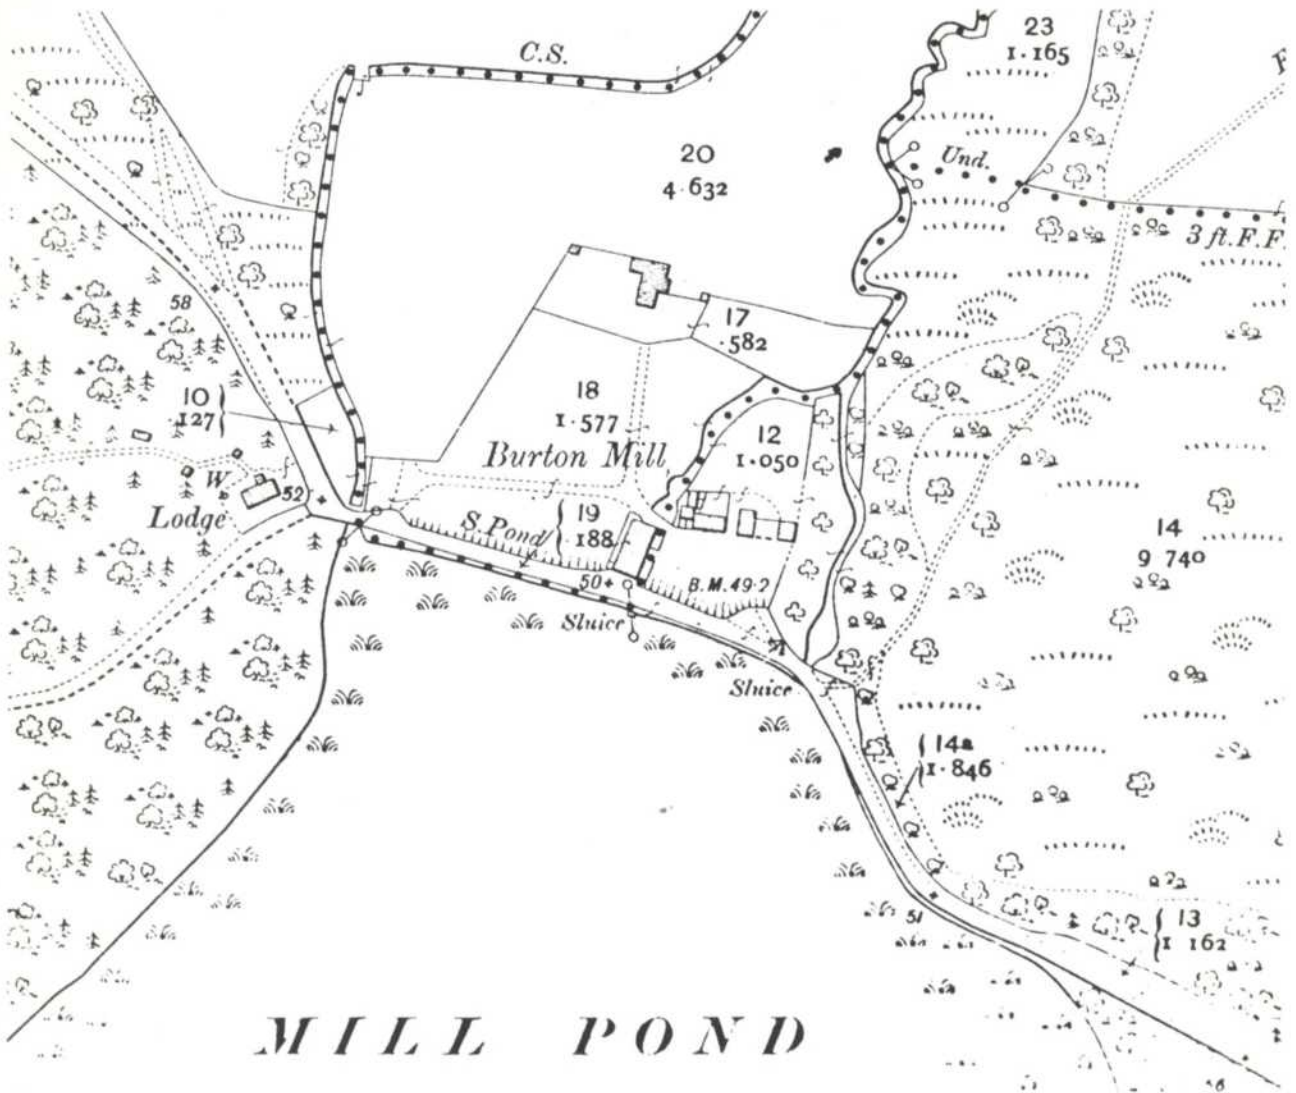 C.S.
23
1·165
20
4·632
Und.
3 ft. F.F.
58
17
·582
10
·127
18
1·577
12
1·050
Burton Mill
W
52
Lodge
S. Pond
19
·188
14
9 740
50
B.M. 49·2
Sluice
Sluice
14a
1·846
51
13
1 162
MILL POND